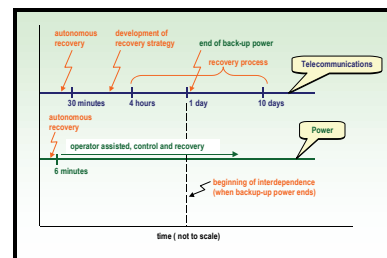 autonomous
recovery
development of
recovery strategy
end of back-up power
recovery process
Telecommunications
30 minutes
4 hours
1 day
10 days
autonomous
recovery
Power
operator assisted, control and recovery
6 minutes
beginning of interdependence
(when backup-up power ends)
time ( not to scale)